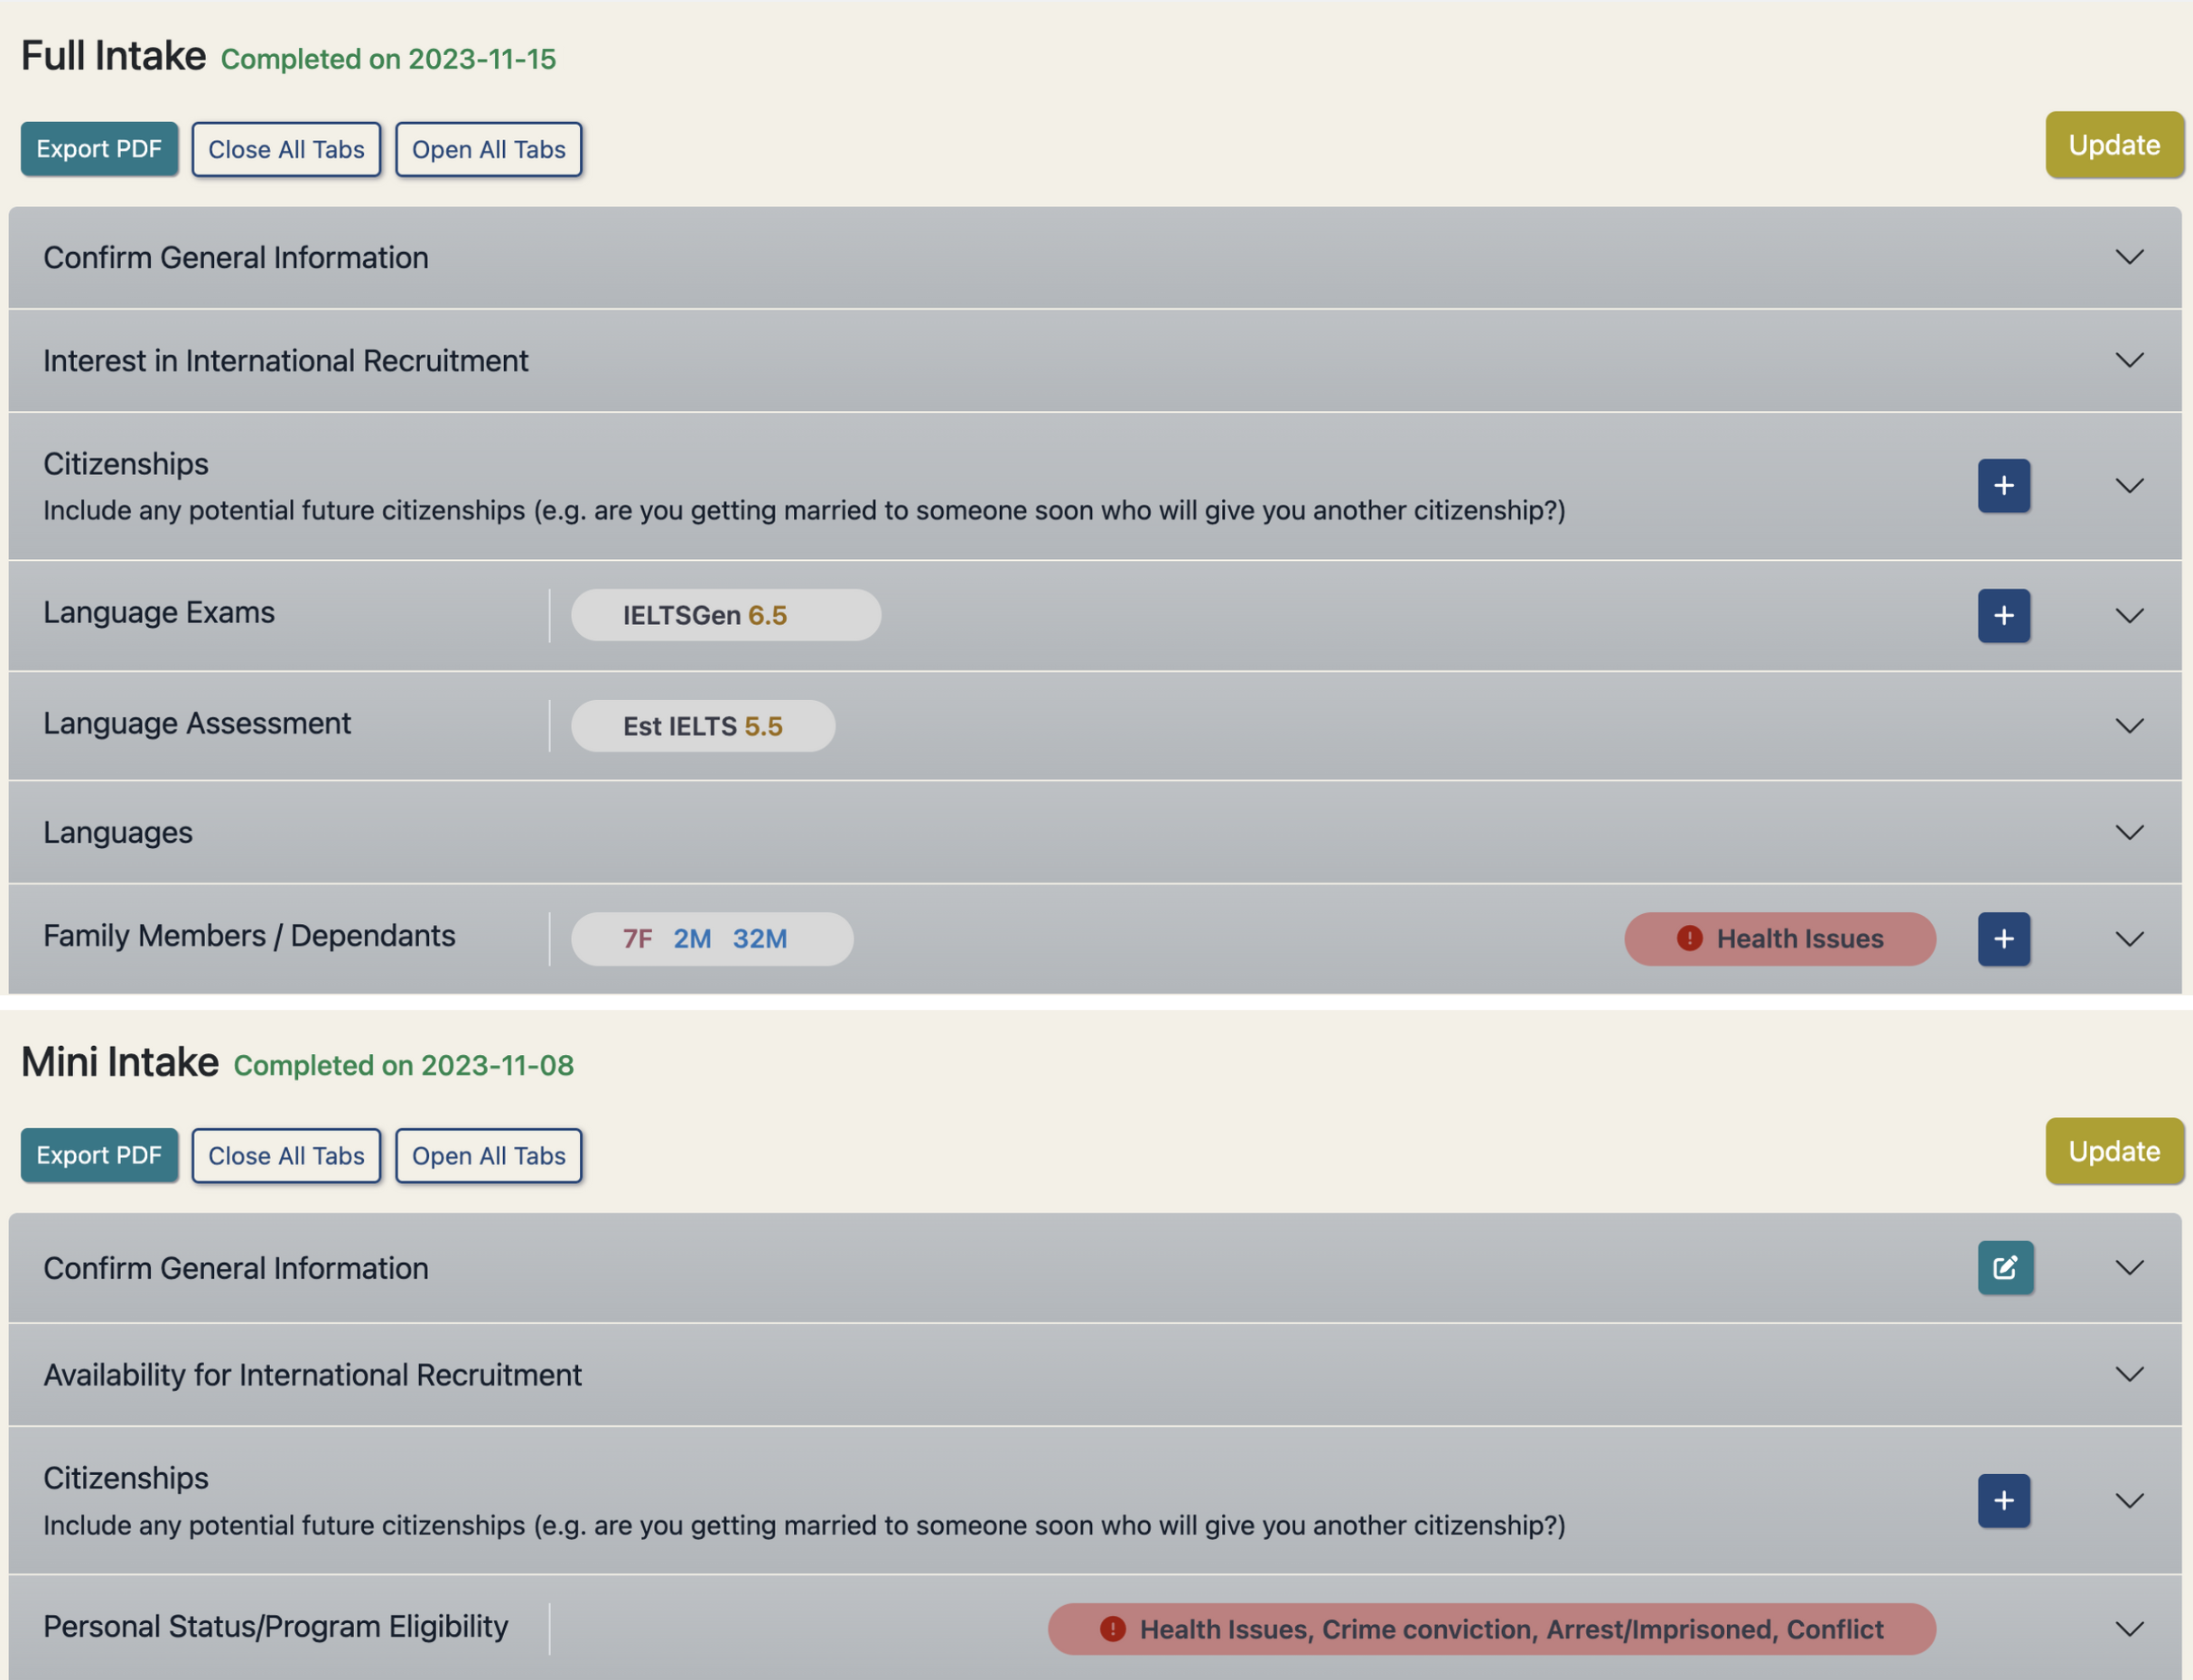 Full Intake Completed on 2023-11-15
Export PDF Close All Tabs Open All Tabs Update
Confirm General Information
Interest in International Recruitment
Citizenships
Include any potential future citizenships (e.g. are you getting married to someone soon who will give you another citizenship?)
Language Exams IELTSGen 6.5
Language Assessment Est IELTS 5.5
Languages
Family Members / Dependants 7F 2M 32M Health Issues
Mini Intake Completed on 2023-11-08
Export PDF Close All Tabs Open All Tabs Update
Confirm General Information
Availability for International Recruitment
Citizenships
Include any potential future citizenships (e.g. are you getting married to someone soon who will give you another citizenship?)
Personal Status/Program Eligibility Health Issues, Crime conviction, Arrest/Imprisoned, Conflict